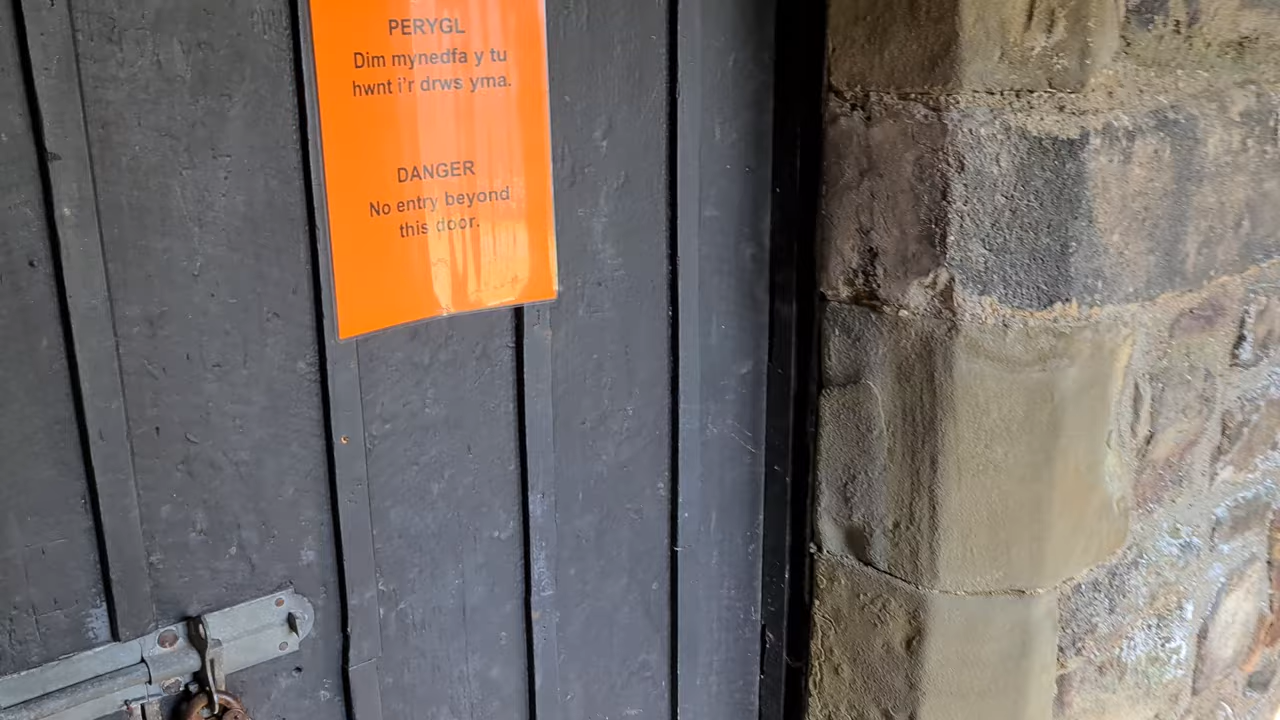 PERYGL
Dim mynedfa y tu
hwnt i'r drws yma.
DANGER
No entry beyond
this door.